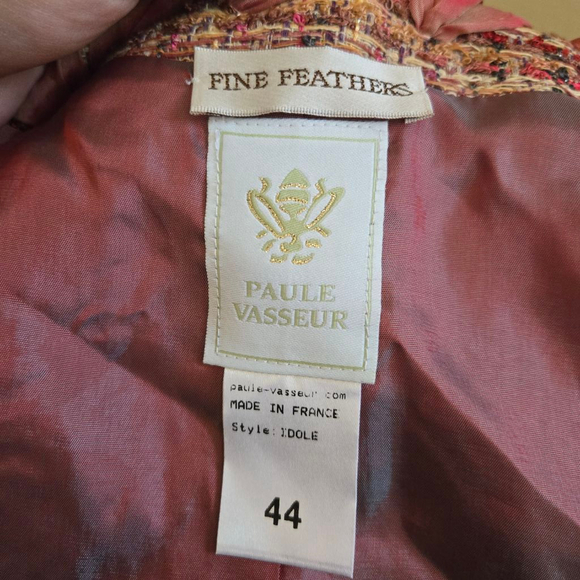 FINE FEATHERS
PAULE
VASSEUR
paule-vasseur.com
MADE IN FRANCE
Style: IDOLE
44